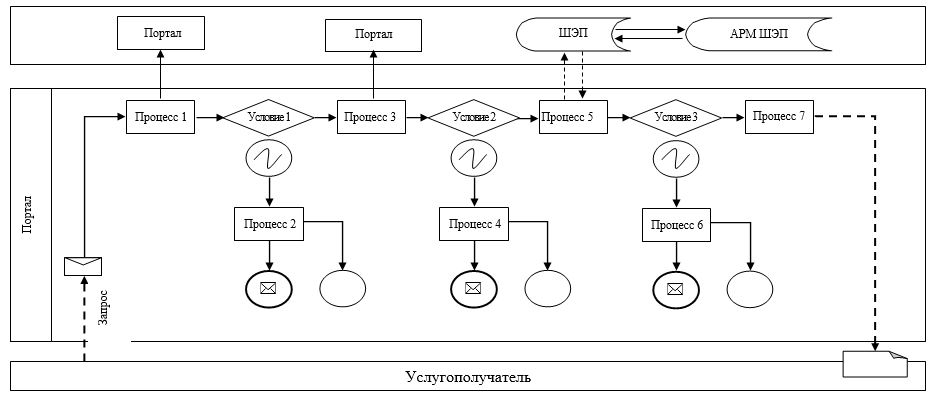 Портал
Портал
ШЭП
АРМ ШЭП
Процесс 1
Условие 1
Процесс 3
Условие 2
Процесс 5
Условие 3
Процесс 7
Процесс 2
Процесс 4
Процесс 6
Портал
Запрос
Услугополучатель